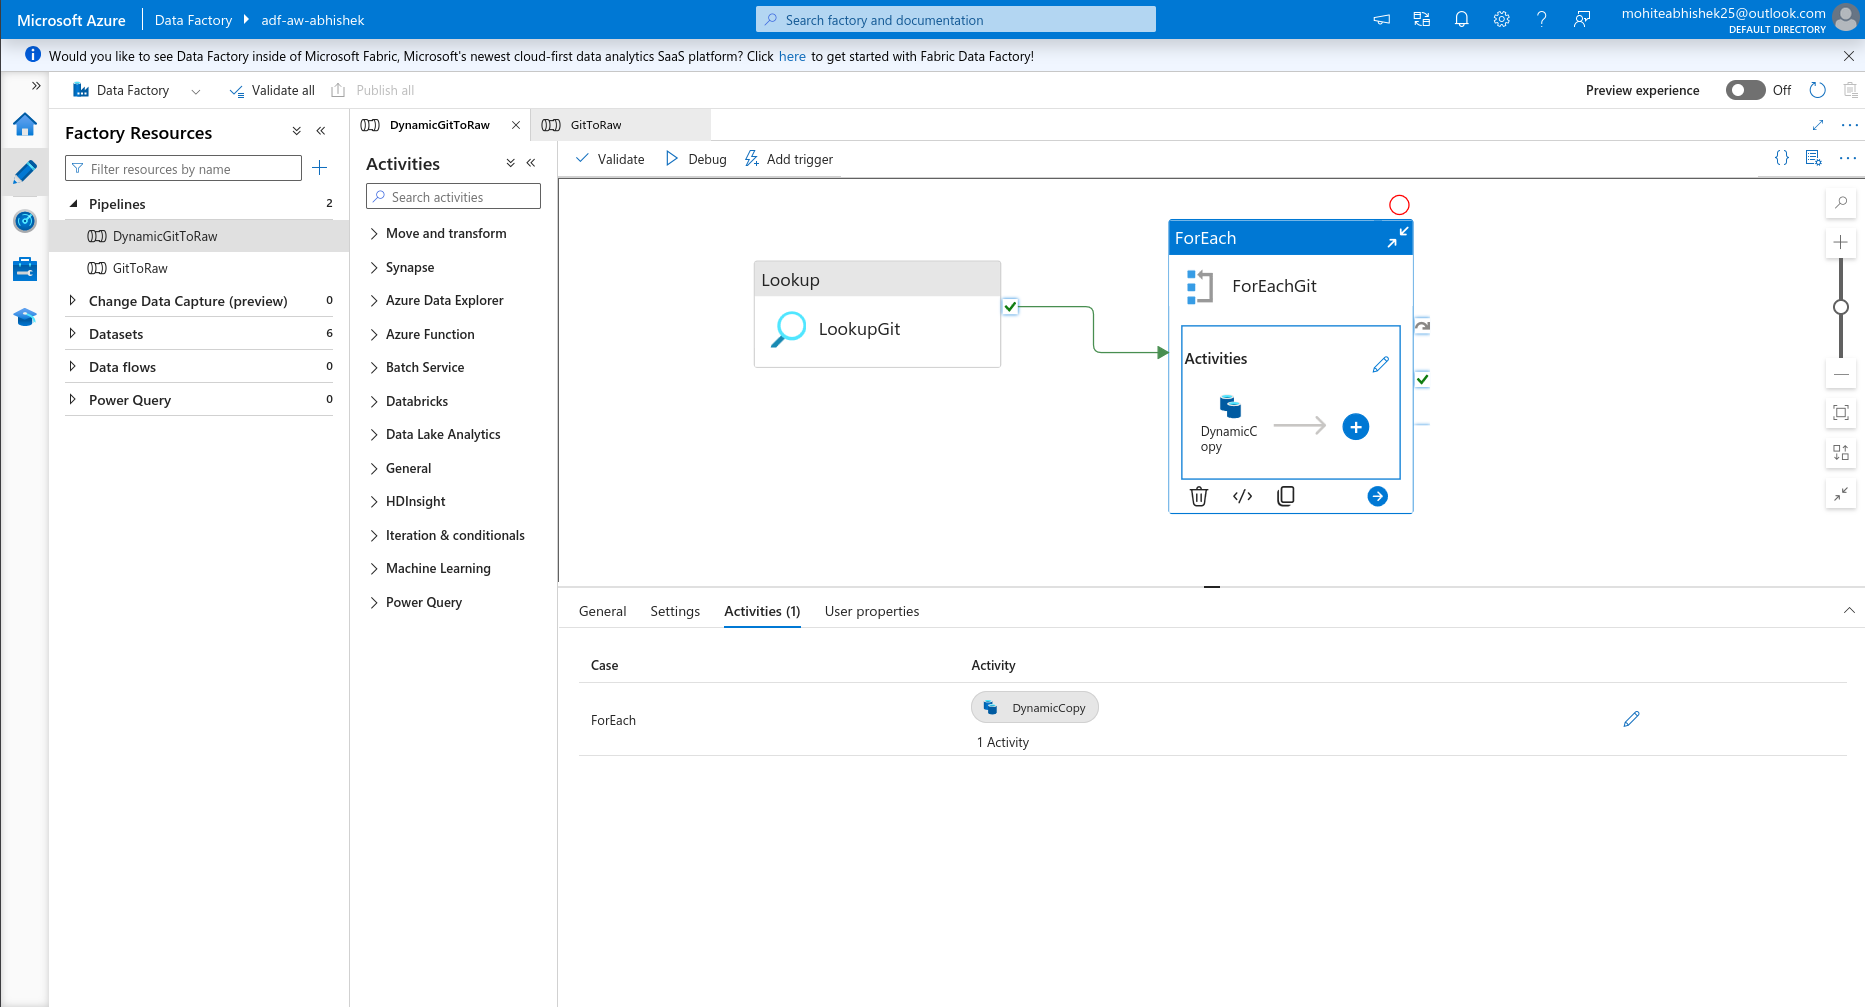 Microsoft Azure
Data Factory
adf-aw-abhishek
Search factory and documentation
mohiteabhishek25@outlook.com
DEFAULT DIRECTORY
Would you like to see Data Factory inside of Microsoft Fabric, Microsoft's newest cloud-first data analytics SaaS platform? Click here to get started with Fabric Data Factory!
Data Factory
Validate all
Publish all
Preview experience
Off
Factory Resources
Filter resources by name
Pipelines 2
DynamicGitToRaw
GitToRaw
Change Data Capture (preview) 0
Datasets 6
Data flows 0
Power Query 0
DynamicGitToRaw
GitToRaw
Activities
Search activities
Move and transform
Synapse
Azure Data Explorer
Azure Function
Batch Service
Databricks
Data Lake Analytics
General
HDInsight
Iteration & conditionals
Machine Learning
Power Query
Validate
Debug
Add trigger
Lookup
LookupGit
ForEach
ForEachGit
Activities
DynamicC
opy
General
Settings
Activities (1)
User properties
Case
Activity
ForEach
DynamicCopy
1 Activity